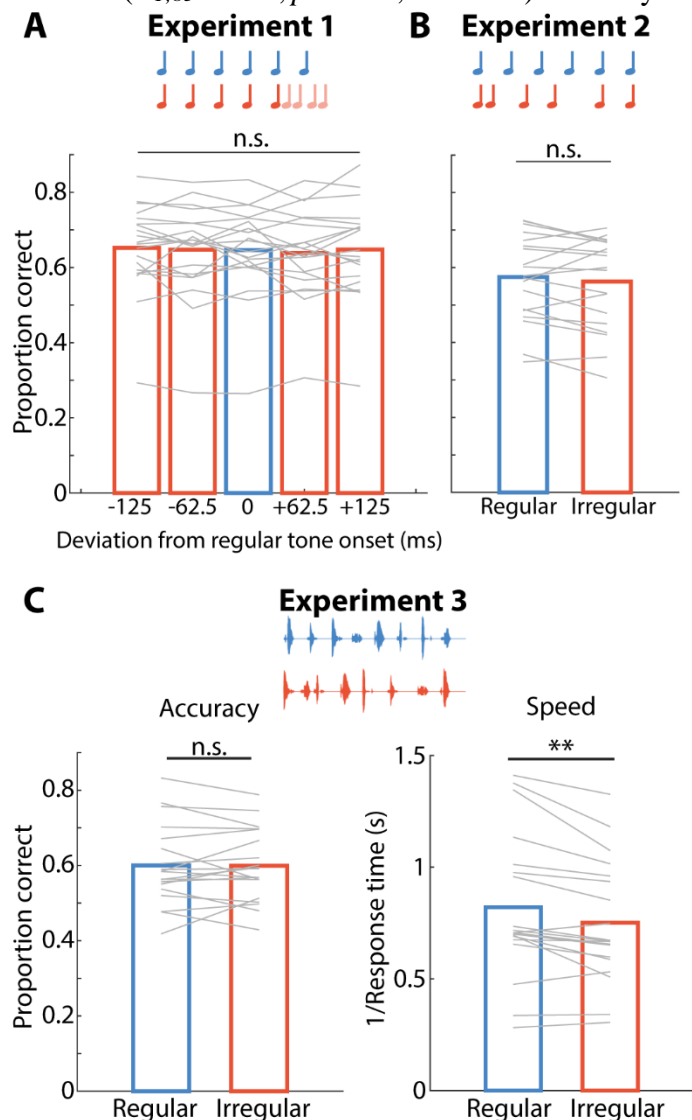 A Experiment 1
n.s.
Proportion correct
0.8
0.6
0.4
0.2
0
-125 -62.5 0 +62.5 +125
Deviation from regular tone onset (ms)
B Experiment 2
n.s.
Regular Irregular
C Experiment 3
Accuracy
n.s.
Proportion correct
0.8
0.6
0.4
0.2
0
Regular Irregular
Speed
**
1/Response time (s)
1.5
1
0.5
0
Regular Irregular